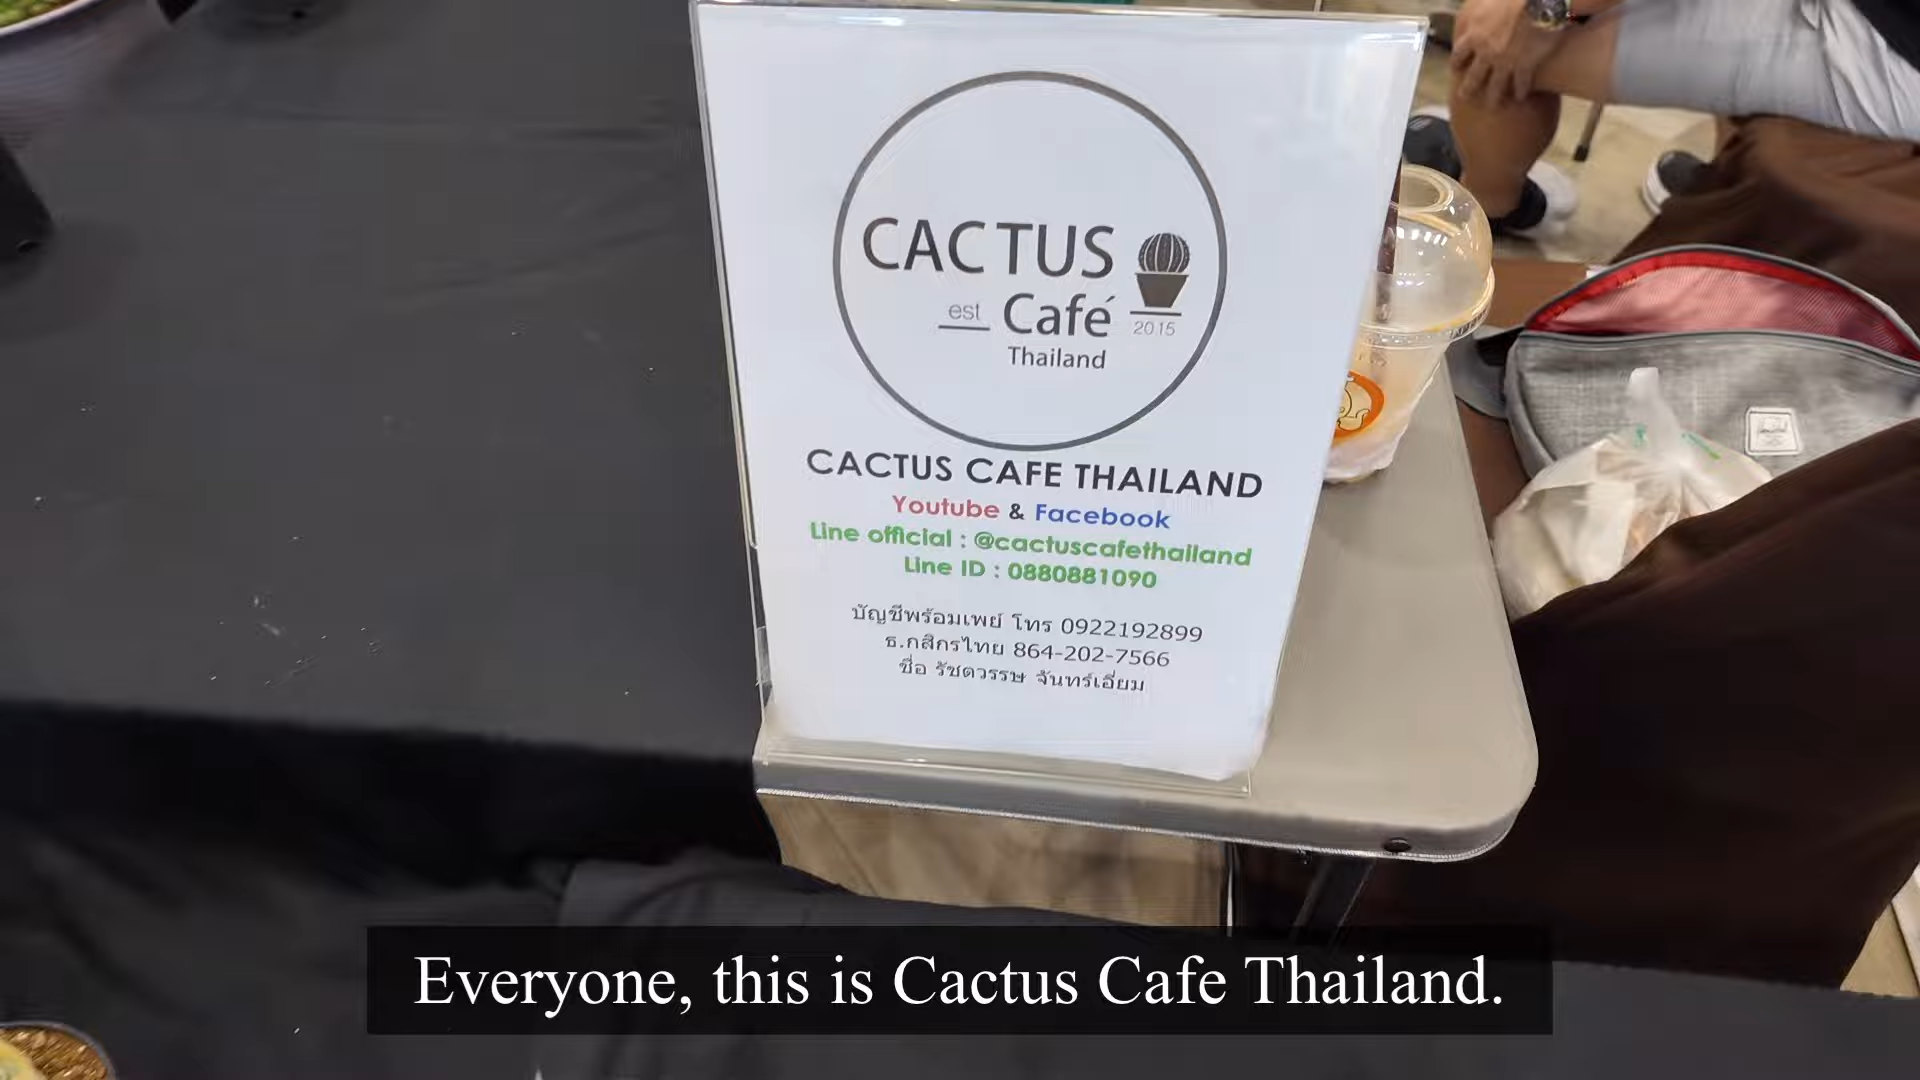 CACTUS
est Café 2015
Thailand
CACTUS CAFE THAILAND
Youtube & Facebook
Line official : @cactuscafethailand
Line ID : 0880881090
บัญชีพร้อมเพย์ โทร 0922192899
ธ.กสิกรไทย 864-202-7566
ชื่อ รัชตวรรษ จันทร์เอี่ยม
Everyone, this is Cactus Cafe Thailand.